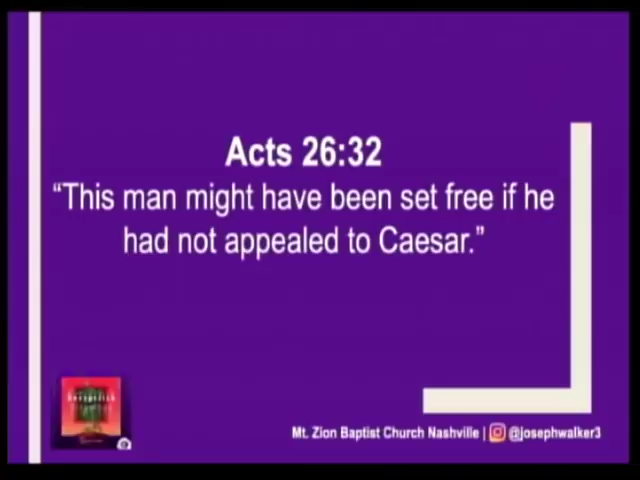 Acts 26:32
“This man might have been set free if he
had not appealed to Caesar.”
Mt. Zion Baptist Church Nashville | @josephwalker3